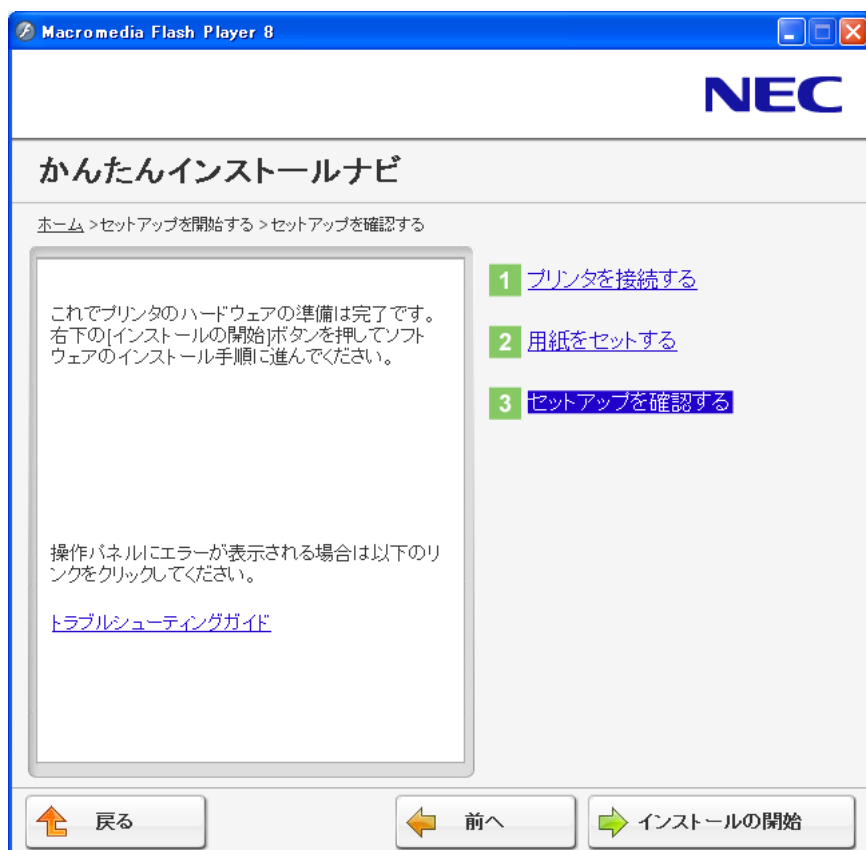 Macromedia Flash Player 8
NEC
かんたんインストールナビ
ホーム >セットアップを開始する >セットアップを確認する
これでプリンタのハードウェアの準備は完了です。
右下の[インストールの開始]ボタンを押してソフト
ウェアのインストール手順に進んでください。
操作パネルにエラーが表示される場合は以下のリ
ンクをクリックしてください。
トラブルシューティングガイド
1 プリンタを接続する
2 用紙をセットする
3 セットアップを確認する
戻る
前へ
インストールの開始